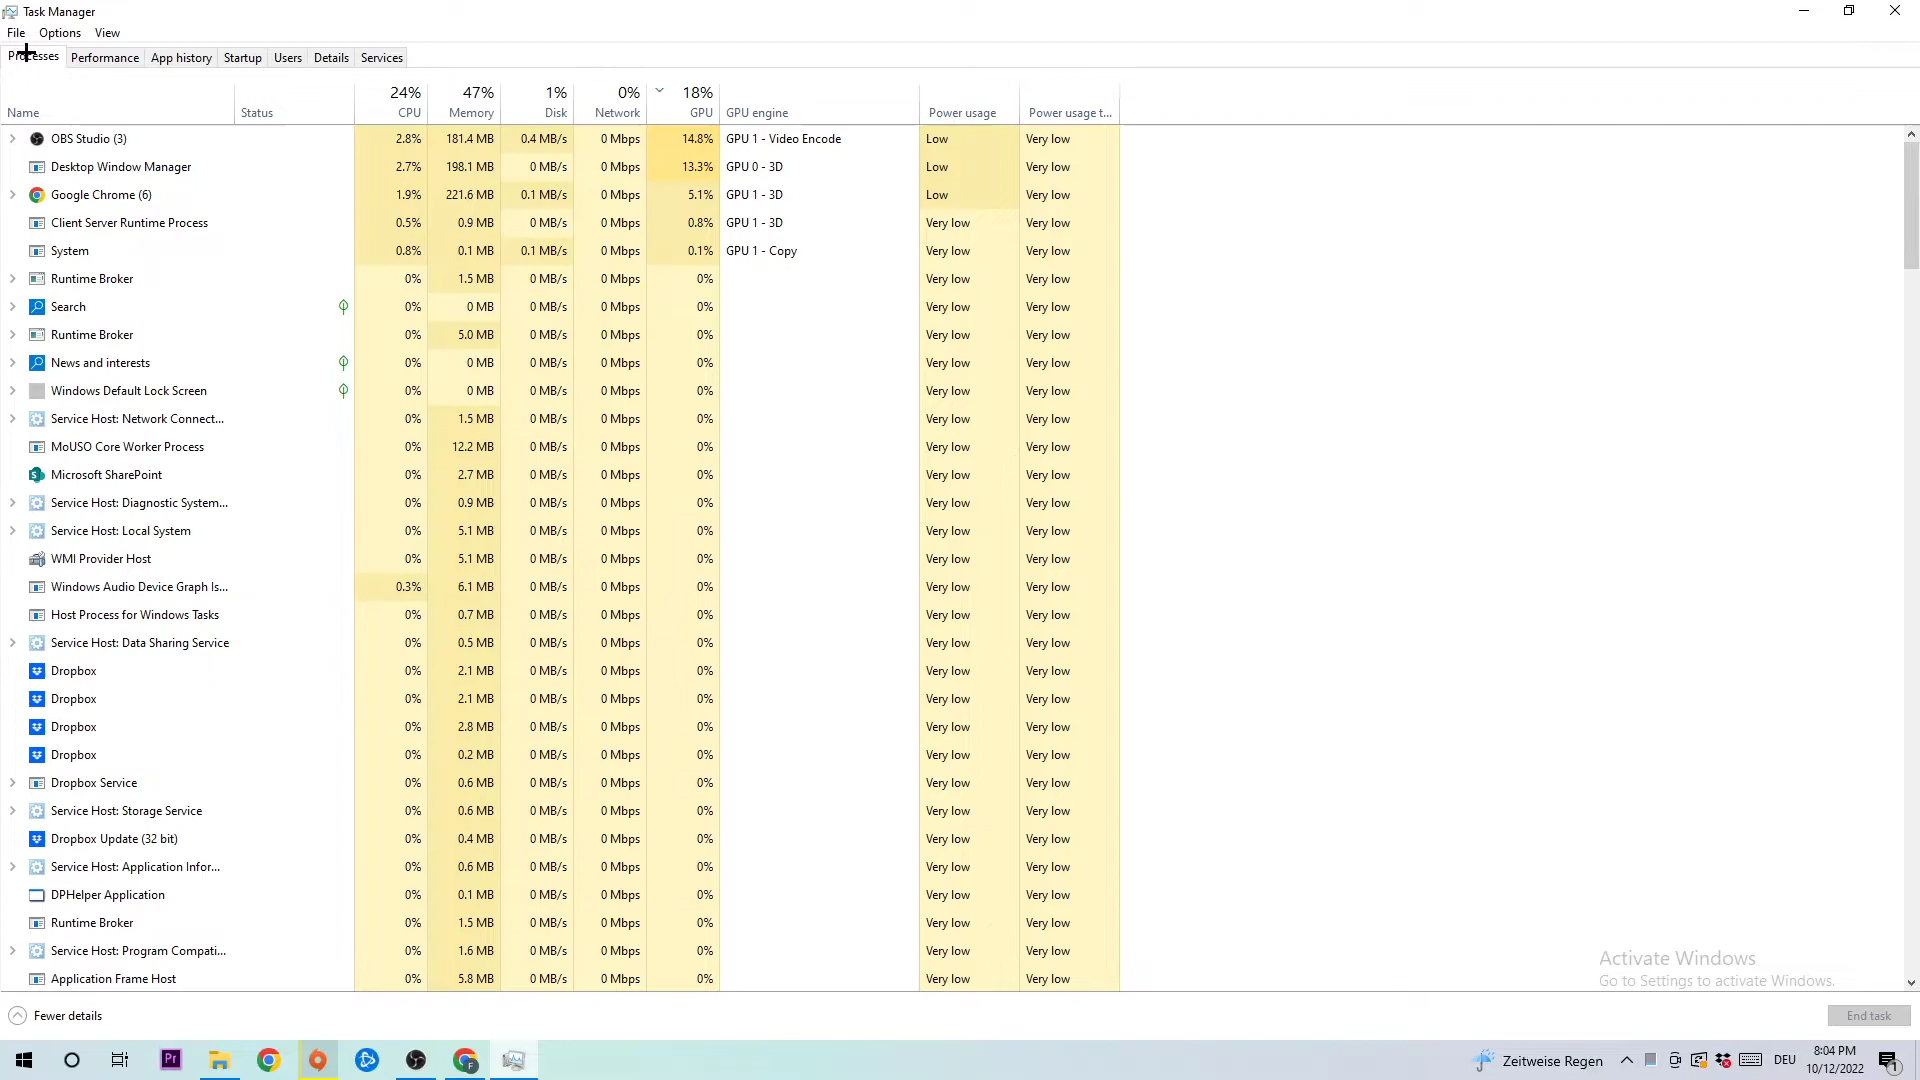 Task Manager
File Options View
Processes Performance App history Startup Users Details Services
24% 47% 1% 0% 18%
Name Status CPU Memory Disk Network GPU GPU engine Power usage Power usage t...
OBS Studio (3) 2.8% 181.4 MB 0.4 MB/s 0 Mbps 14.8% GPU 1 - Video Encode Low Very low
Desktop Window Manager 2.7% 198.1 MB 0 MB/s 0 Mbps 13.3% GPU 0 - 3D Low Very low
Google Chrome (6) 1.9% 221.6 MB 0.1 MB/s 0 Mbps 5.1% GPU 1 - 3D Low Very low
Client Server Runtime Process 0.5% 0.9 MB 0 MB/s 0 Mbps 0.8% GPU 1 - 3D Very low Very low
System 0.8% 0.1 MB 0.1 MB/s 0 Mbps 0.1% GPU 1 - Copy Very low Very low
Runtime Broker 0% 1.5 MB 0 MB/s 0 Mbps 0% Very low Very low
Search 0% 0 MB 0 MB/s 0 Mbps 0% Very low Very low
Runtime Broker 0% 5.0 MB 0 MB/s 0 Mbps 0% Very low Very low
News and interests 0% 0 MB 0 MB/s 0 Mbps 0% Very low Very low
Windows Default Lock Screen 0% 0 MB 0 MB/s 0 Mbps 0% Very low Very low
Service Host: Network Connect... 0% 1.5 MB 0 MB/s 0 Mbps 0% Very low Very low
MoUSO Core Worker Process 0% 12.2 MB 0 MB/s 0 Mbps 0% Very low Very low
Microsoft SharePoint 0% 2.7 MB 0 MB/s 0 Mbps 0% Very low Very low
Service Host: Diagnostic System... 0% 0.9 MB 0 MB/s 0 Mbps 0% Very low Very low
Service Host: Local System 0% 5.1 MB 0 MB/s 0 Mbps 0% Very low Very low
WMI Provider Host 0% 5.1 MB 0 MB/s 0 Mbps 0% Very low Very low
Windows Audio Device Graph Is... 0.3% 6.1 MB 0 MB/s 0 Mbps 0% Very low Very low
Host Process for Windows Tasks 0% 0.7 MB 0 MB/s 0 Mbps 0% Very low Very low
Service Host: Data Sharing Service 0% 0.5 MB 0 MB/s 0 Mbps 0% Very low Very low
Dropbox 0% 2.1 MB 0 MB/s 0 Mbps 0% Very low Very low
Dropbox 0% 2.1 MB 0 MB/s 0 Mbps 0% Very low Very low
Dropbox 0% 2.8 MB 0 MB/s 0 Mbps 0% Very low Very low
Dropbox 0% 0.2 MB 0 MB/s 0 Mbps 0% Very low Very low
Dropbox Service 0% 0.6 MB 0 MB/s 0 Mbps 0% Very low Very low
Service Host: Storage Service 0% 0.6 MB 0 MB/s 0 Mbps 0% Very low Very low
Dropbox Update (32 bit) 0% 0.4 MB 0 MB/s 0 Mbps 0% Very low Very low
Service Host: Application Infor... 0% 0.6 MB 0 MB/s 0 Mbps 0% Very low Very low
DPHelper Application 0% 0.1 MB 0 MB/s 0 Mbps 0% Very low Very low
Runtime Broker 0% 1.5 MB 0 MB/s 0 Mbps 0% Very low Very low
Service Host: Program Compati... 0% 1.6 MB 0 MB/s 0 Mbps 0% Very low Very low
Application Frame Host 0% 5.8 MB 0 MB/s 0 Mbps 0% Very low Very low
Activate Windows
Go to Settings to activate Windows.
Fewer details End task
Pr F Zeitweise Regen DEU 8:04 PM 1
10/12/2022